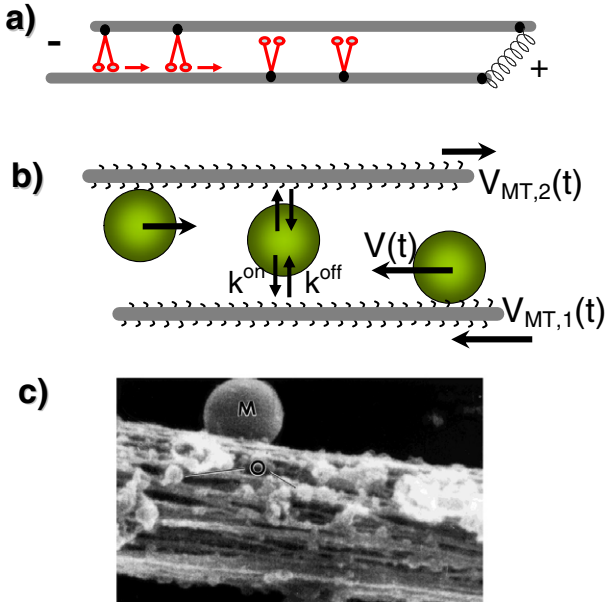 a)
-
+
b)
V_MT,2(t)
k^on
k^off
V(t)
V_MT,1(t)
c)
M
O